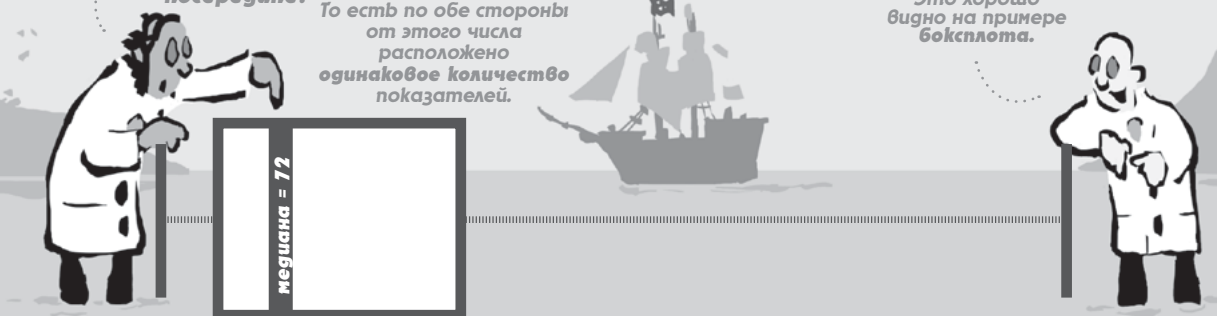 посередине.
То есть по обе стороны
от этого числа
расположено
одинаковое количество
показателей.
Это хорошо
видно на примере
боксплота.
медиана = 72